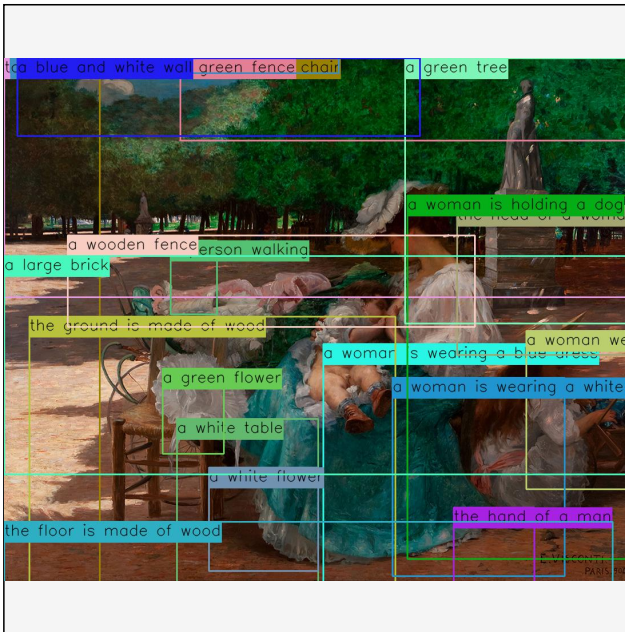 a blue and white wall green fence chair a green tree
a woman is holding a dog
the head of a
a wooden fence
erson walking
a large brick
the ground is made of wood
a woman we
a woman is wearing a blue dress
a green flower
a woman is wearing a white
a white table
a white flower
the hand of a man
the floor is made of wood
E. VISCONTI
PARIS